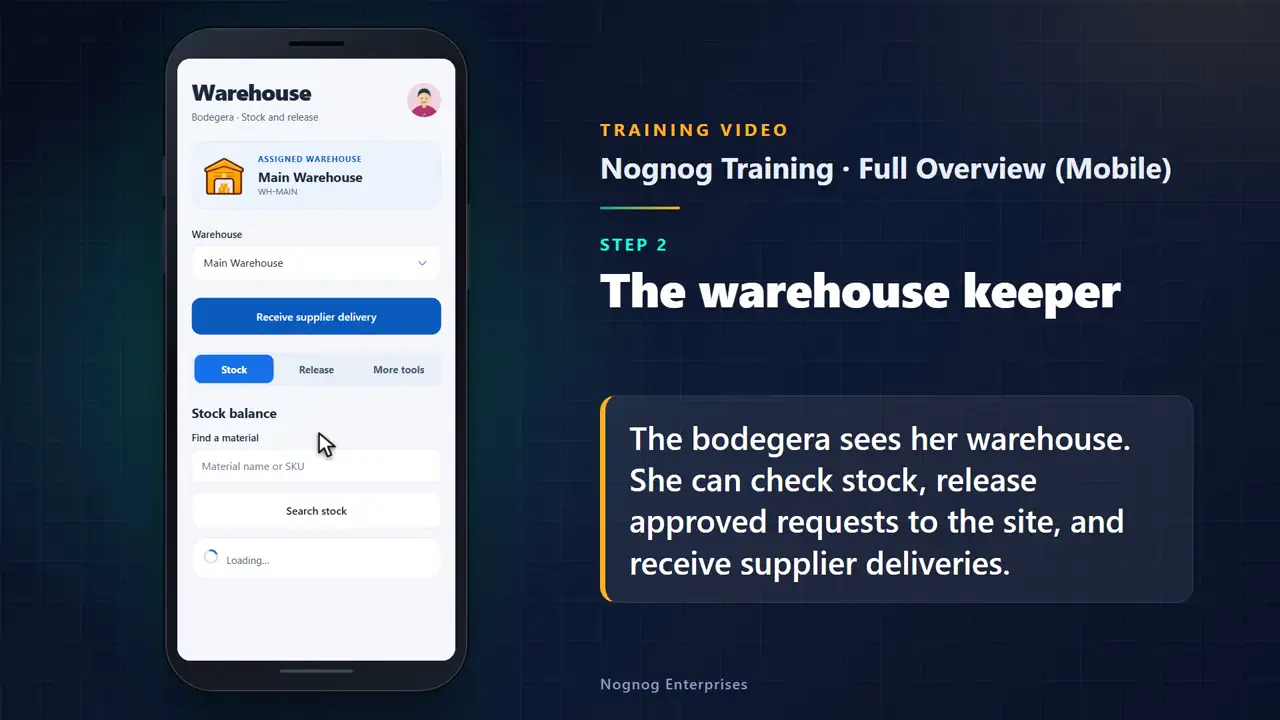 Warehouse
Bodegera · Stock and release
ASSIGNED WAREHOUSE
Main Warehouse
WH-MAIN
Warehouse
Main Warehouse
Receive supplier delivery
Stock
Release
More tools
Stock balance
Find a material
Material name or SKU
Search stock
Loading...
TRAINING VIDEO
Nognog Training · Full Overview (Mobile)
STEP 2
The warehouse keeper
The bodegera sees her warehouse.
She can check stock, release
approved requests to the site, and
receive supplier deliveries.
Nognog Enterprises